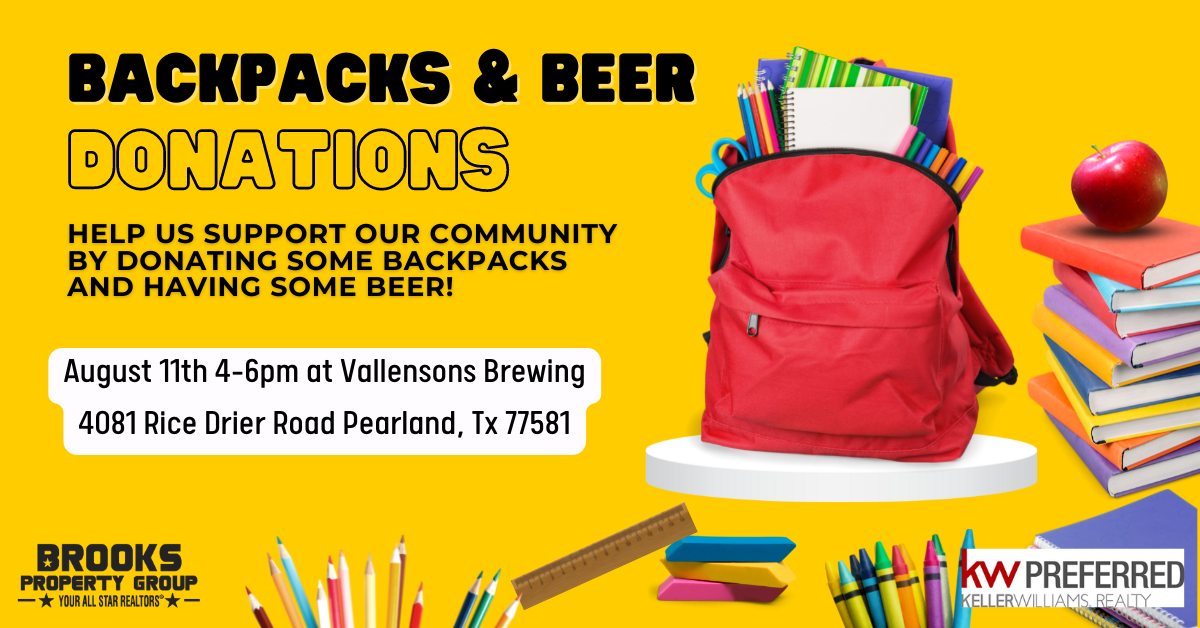 BACKPACKS & BEER
DONATIONS
HELP US SUPPORT OUR COMMUNITY
BY DONATING SOME BACKPACKS
AND HAVING SOME BEER!
August 11th 4-6pm at Vallensons Brewing
4081 Rice Drier Road Pearland, Tx 77581
BROOKS
PROPERTY GROUP
YOUR ALL STAR REALTORS®
KW PREFERRED
KELLERWILLIAMS. REALTY